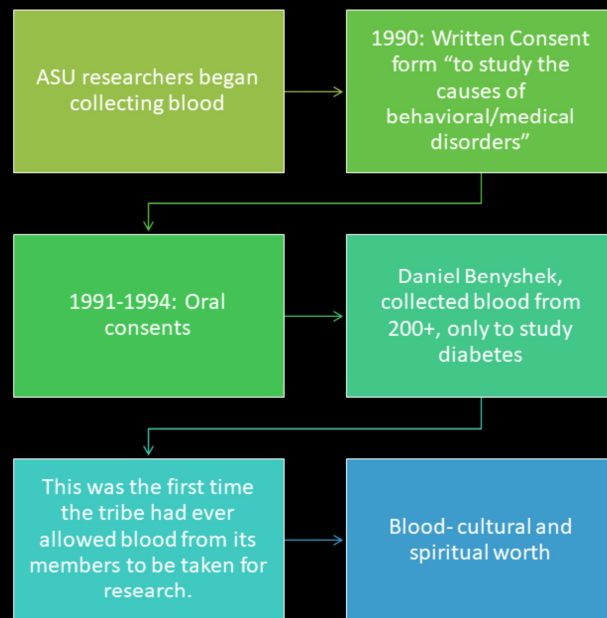 ASU researchers began
collecting blood
1990: Written Consent
form “to study the
causes of
behavioral/medical
disorders”
1991-1994: Oral
consents
Daniel Benyshek,
collected blood from
200+, only to study
diabetes
This was the first time
the tribe had ever
allowed blood from its
members to be taken for
research.
Blood- cultural and
spiritual worth